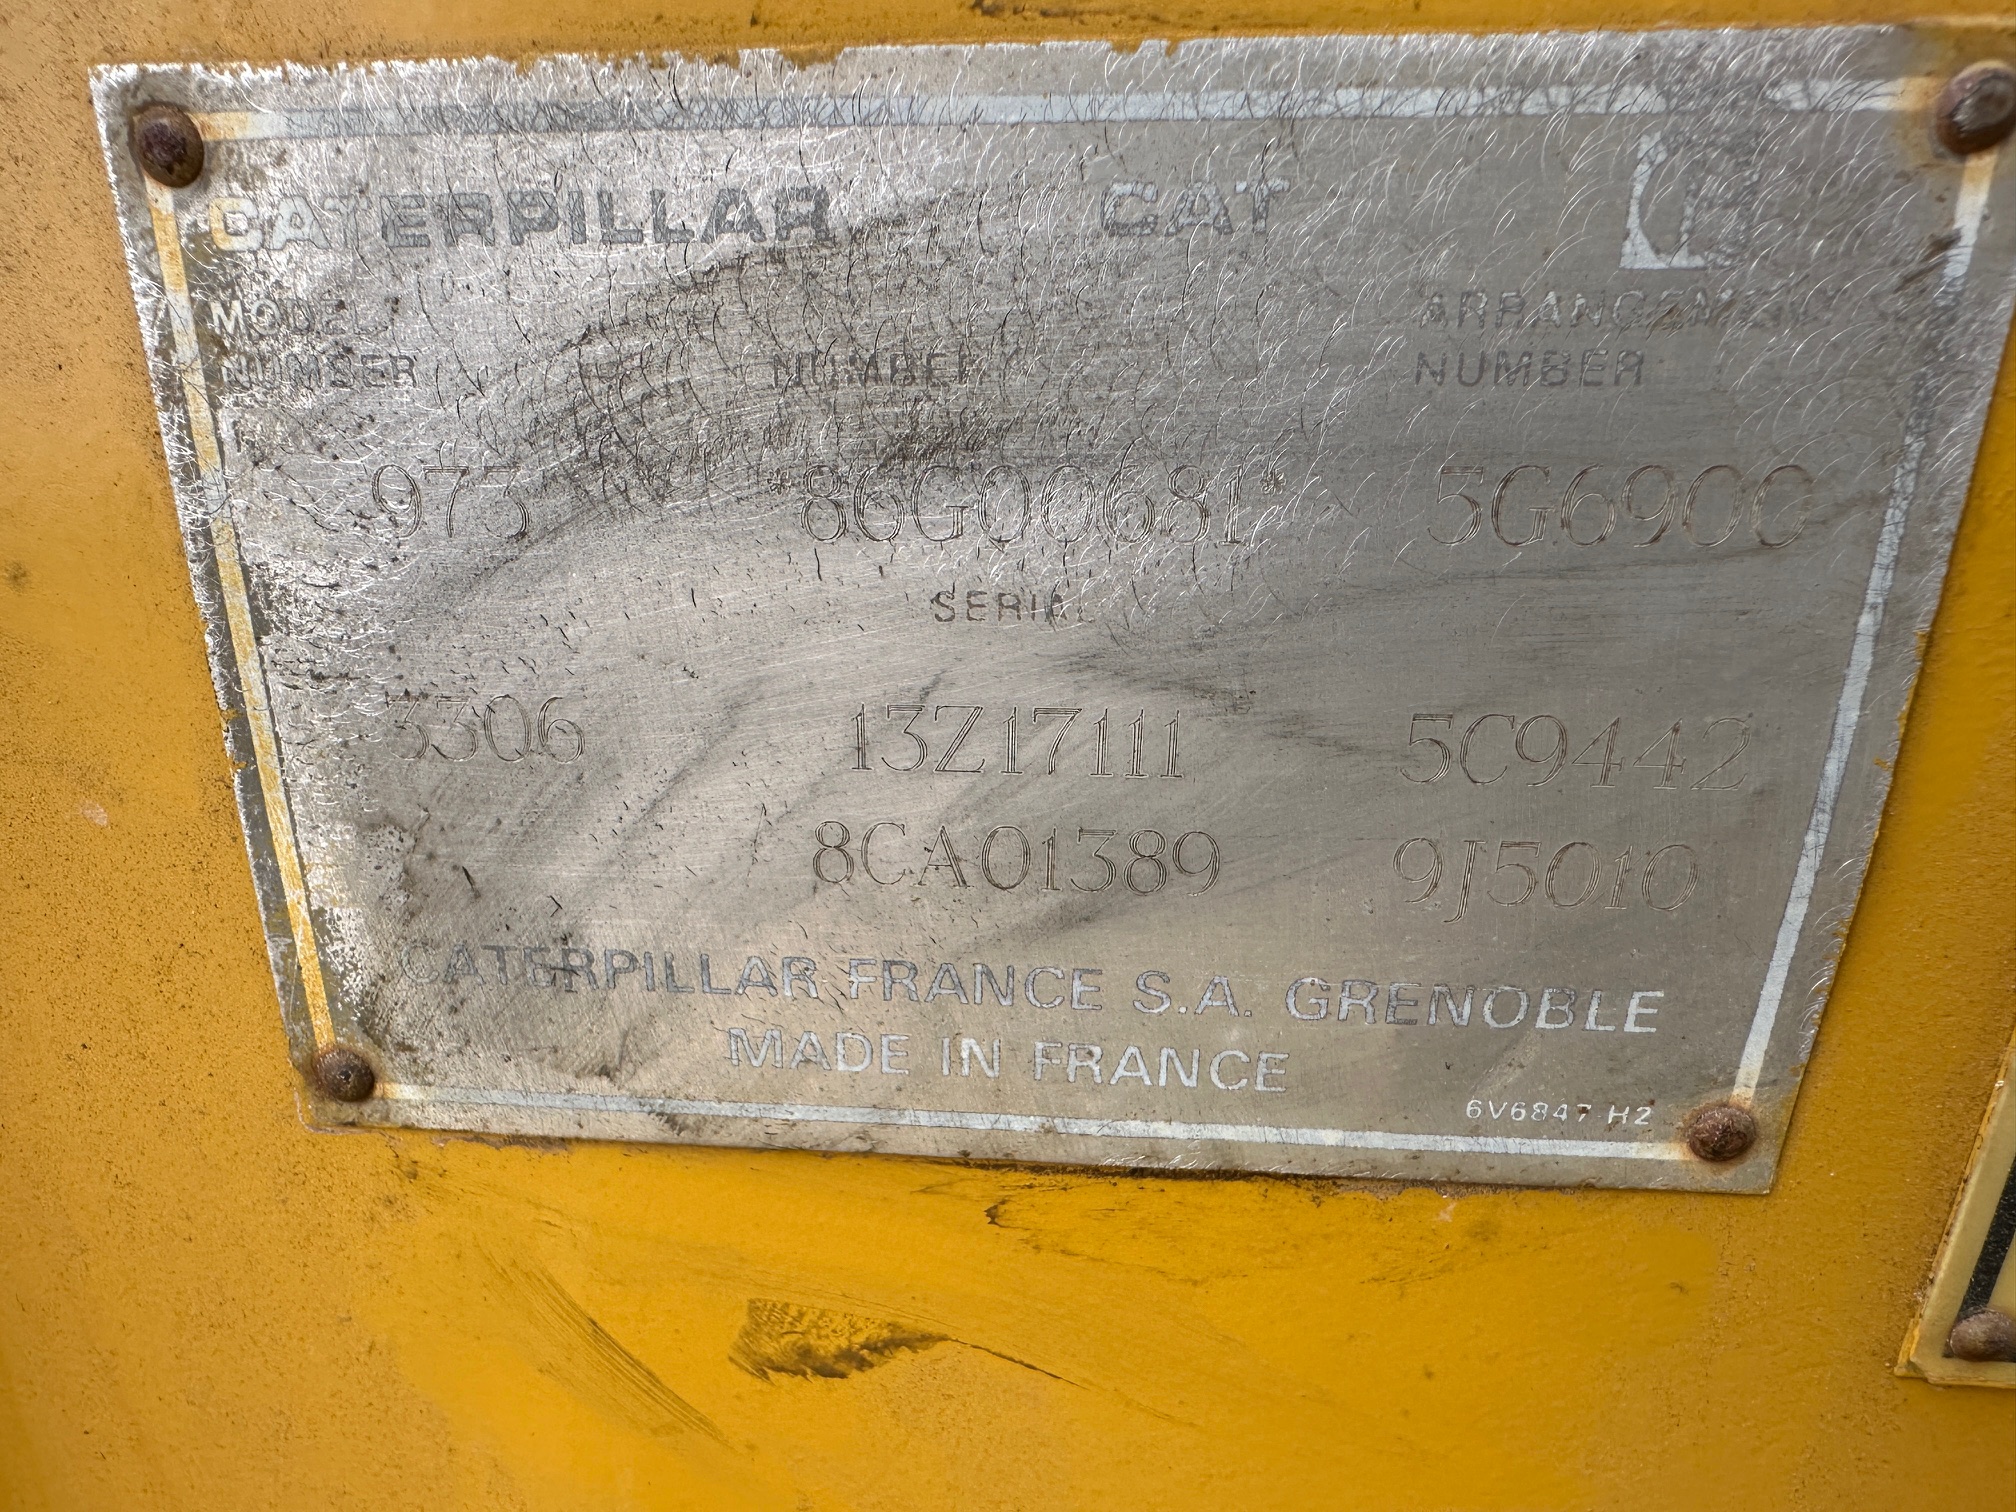 CATERPILLAR CAT
MODEL ARRANGEMENT
NUMBER NUMBER NUMBER
973 *86G00681* 5G6900
SERIAL
3306 13Z17111 5C9442
8CA01389 9J5010
CATERPILLAR FRANCE S.A. GRENOBLE
MADE IN FRANCE
6V6847 H2